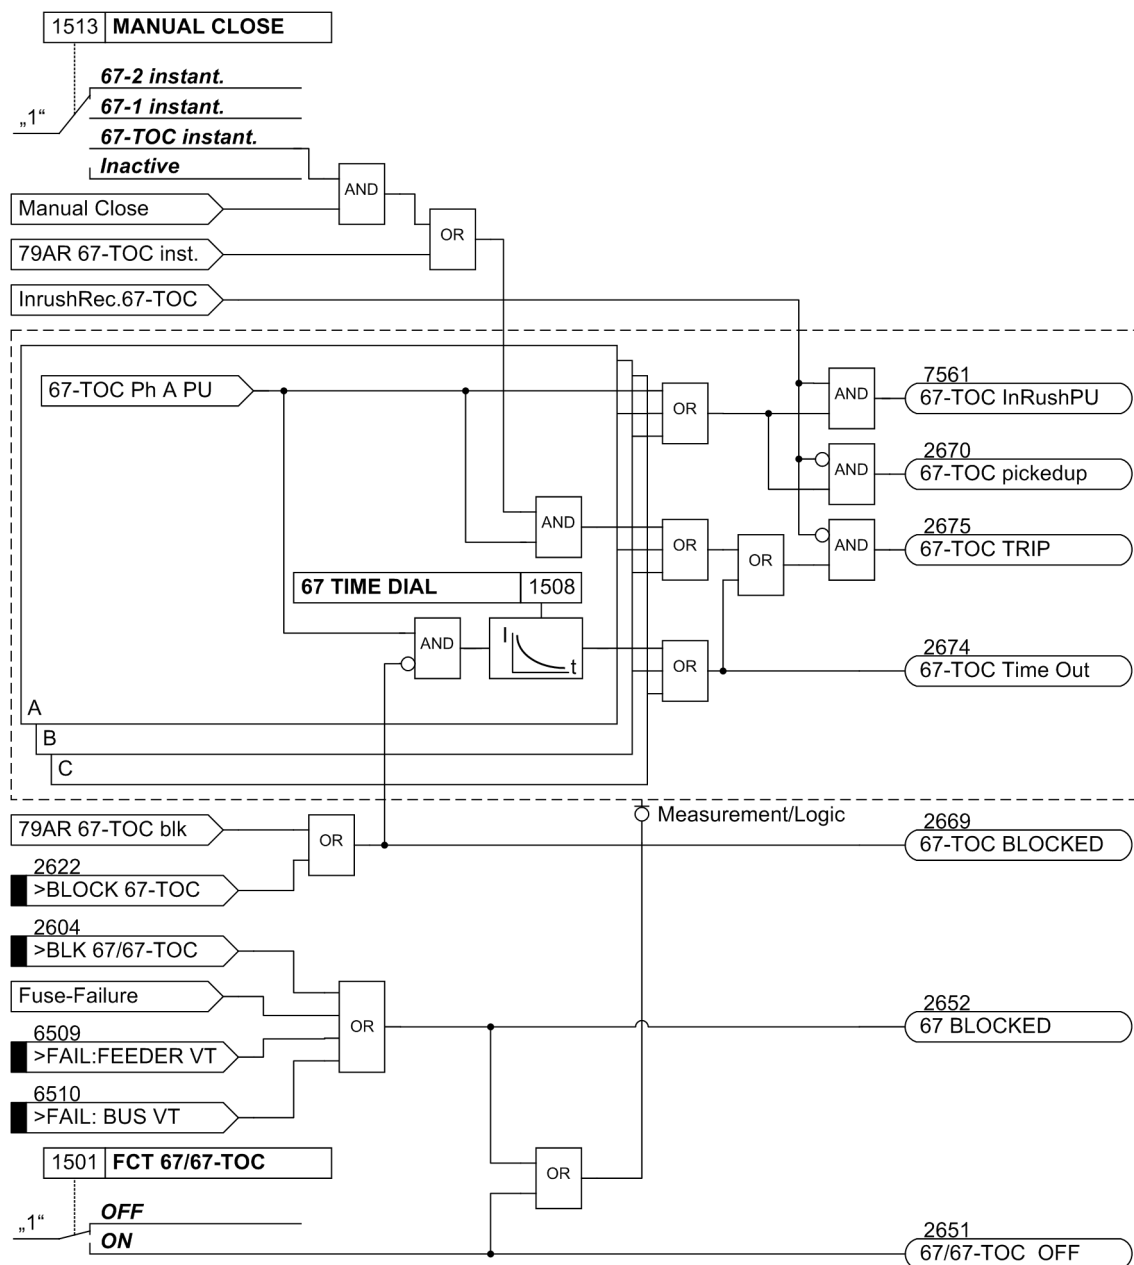 1513 MANUAL CLOSE
67-2 instant.
„1“
67-1 instant.
67-TOC instant.
Inactive
AND
Manual Close
OR
79AR 67-TOC inst.
InrushRec.67-TOC
67-TOC Ph A PU
OR
AND
7561
67-TOC InRushPU
AND
2670
67-TOC pickedup
AND
OR
OR
AND
2675
67-TOC TRIP
67 TIME DIAL 1508
AND
I
t
OR
2674
67-TOC Time Out
A
B
C
Measurement/Logic
79AR 67-TOC blk
OR
2669
67-TOC BLOCKED
2622
>BLOCK 67-TOC
2604
>BLK 67/67-TOC
Fuse-Failure
OR
2652
67 BLOCKED
6509
>FAIL:FEEDER VT
6510
>FAIL: BUS VT
1501 FCT 67/67-TOC
OR
„1“
OFF
ON
2651
67/67-TOC OFF